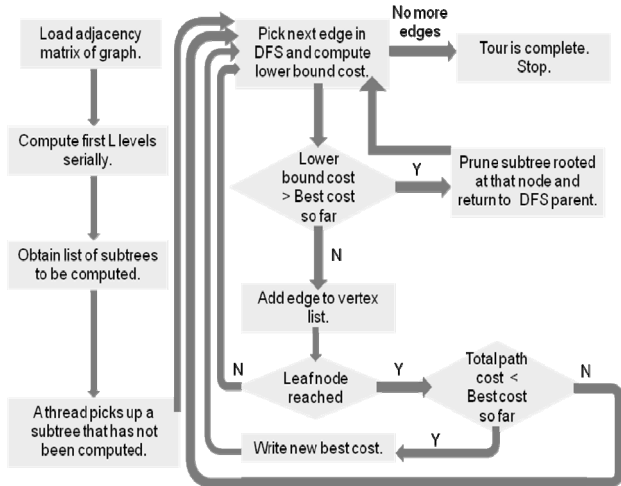 Load adjacency
matrix of graph.
Compute first L levels
serially.
Obtain list of subtrees
to be computed.
A thread picks up a
subtree that has not
been computed.
Pick next edge in
DFS and compute
lower bound cost.
No more
edges
Tour is complete.
Stop.
Lower
bound cost
> Best cost
so far
Y
Prune subtree rooted
at that node and
return to DFS parent.
N
Add edge to vertex
list.
N
Leaf node
reached
Y
Total path
cost <
Best cost
so far
N
Y
Write new best cost.